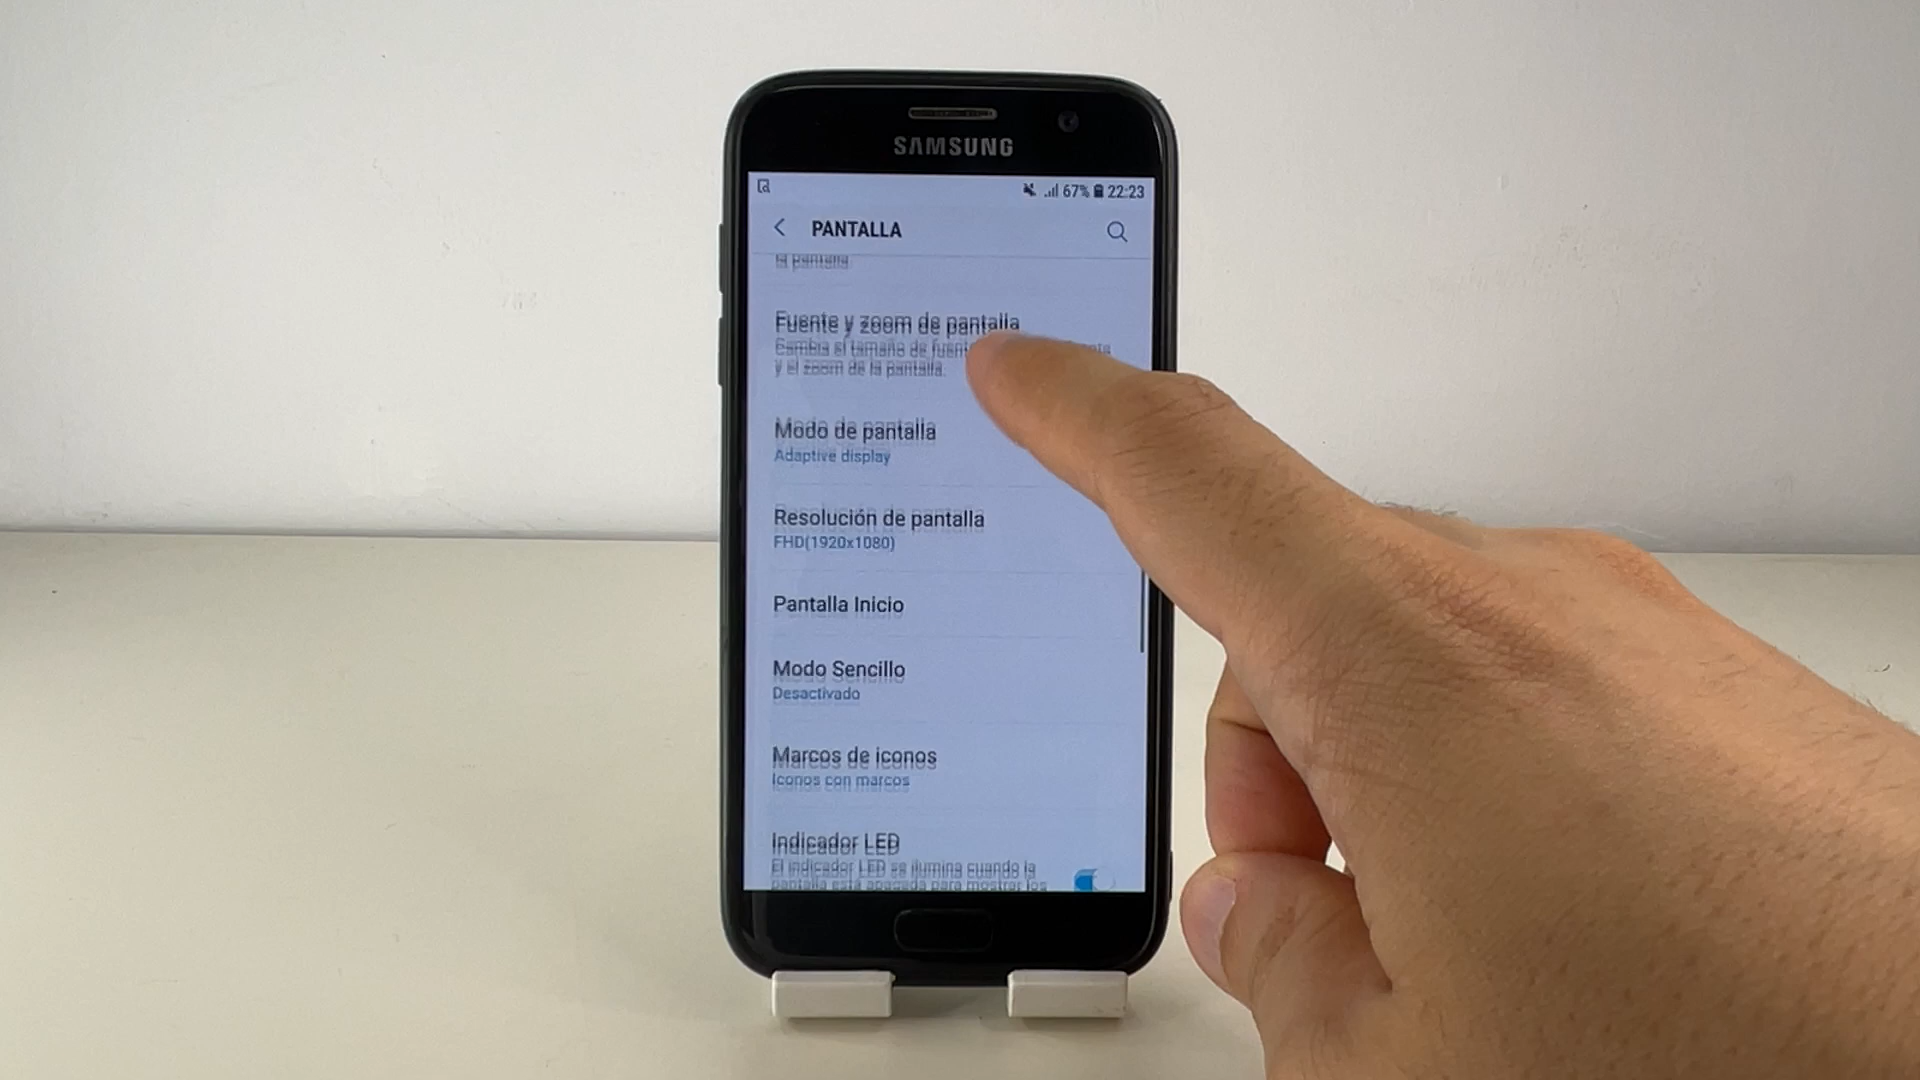 SAMSUNG
67% 22:23
PANTALLA
la pantalla.
Fuente y zoom de pantalla
Cambia el tamaño de fuente
y el zoom de la pantalla.
Modo de pantalla
Adaptive display
Resolución de pantalla
FHD(1920x1080)
Pantalla Inicio
Modo Sencillo
Desactivado
Marcos de iconos
Iconos con marcos
Indicador LED
El indicador LED se ilumina cuando la
pantalla está apagada para mostrar los